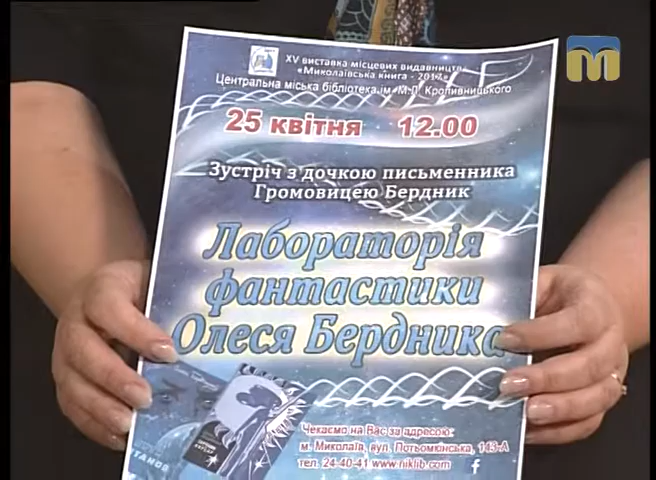 XV виставка місцевих видавництв
«Миколаївська книга - 2017»
Центральна міська бібліотека ім. М.Л. Кропивницького
25 квітня 12.00
Зустріч з дочкою письменника
Громовицею Бердник
Лабораторія
фантастики
Олеся Бердника
Чекаємо на Вас за адресою:
м. Миколаїв, вул. Потьомкінська, 143-А
тел. 24-40-41 www.niklib.com